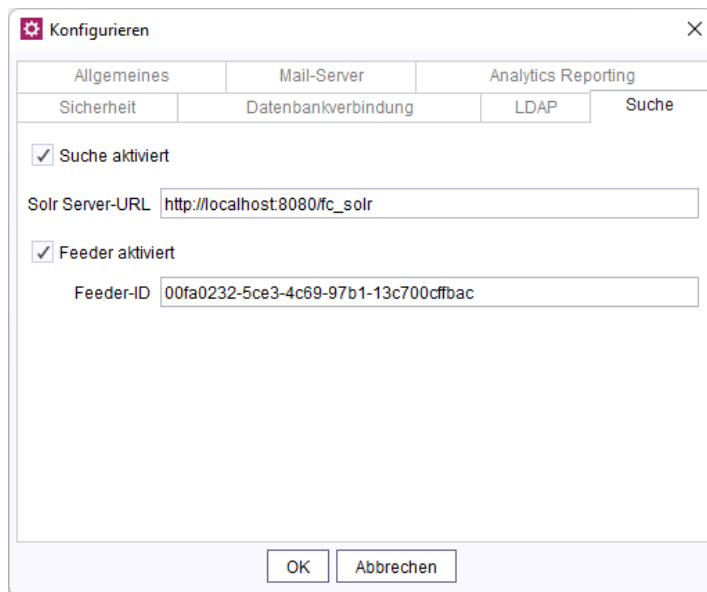 Konfigurieren
Allgemeines Mail-Server Analytics Reporting
Sicherheit Datenbankverbindung LDAP Suche
Suche aktiviert
Solr Server-URL http://localhost:8080/fc_solr
Feeder aktiviert
Feeder-ID 00fa0232-5ce3-4c69-97b1-13c700cffbac
OK Abbrechen